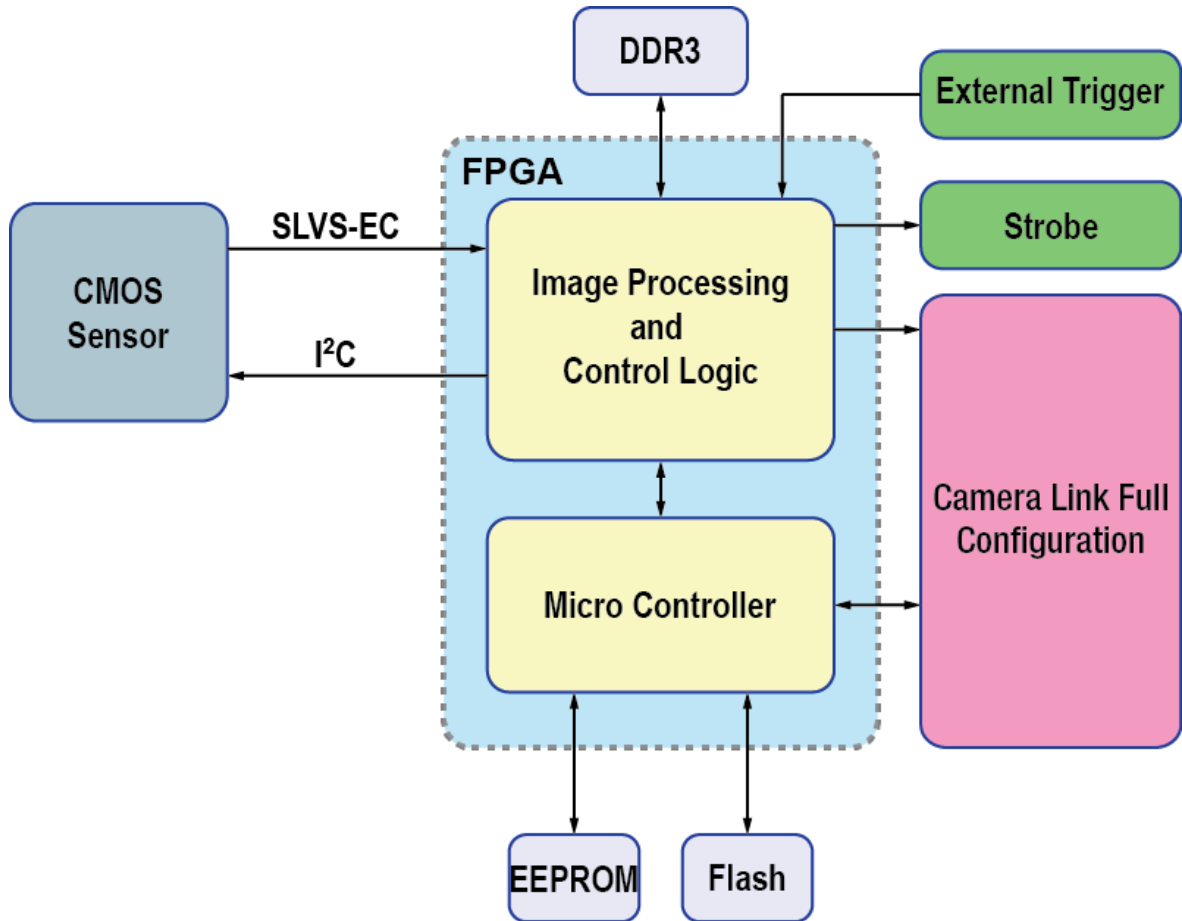 DDR3
External Trigger
FPGA
SLVS-EC
Strobe
CMOS
Sensor
Image Processing
and
Control Logic
I²C
Camera Link Full
Configuration
Micro Controller
EEPROM
Flash